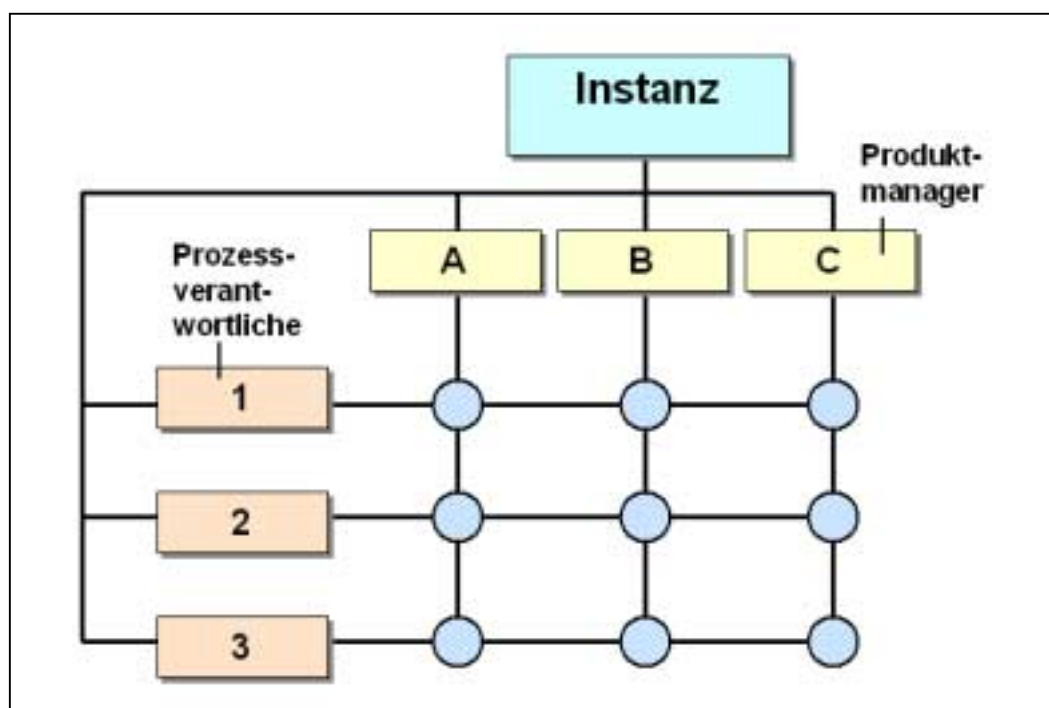 Instanz
Produkt-
manager
A
B
C
Prozess-
verant-
wortliche
1
2
3